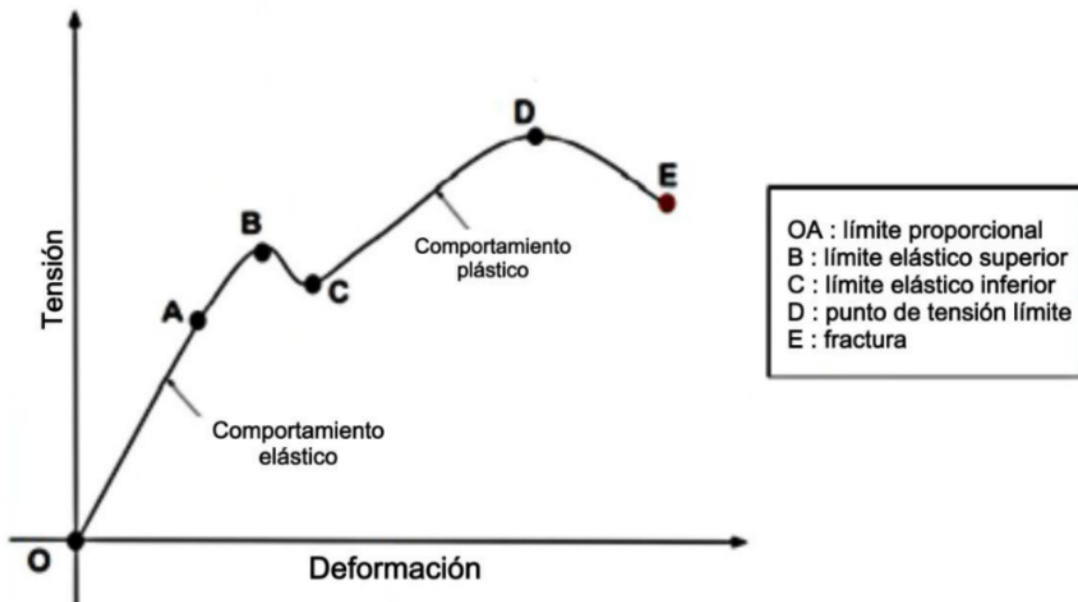 Tensión
O
A
B
C
D
E
Comportamiento
elástico
Comportamiento
plástico
Deformación
OA : límite proporcional
B : límite elástico superior
C : límite elástico inferior
D : punto de tensión límite
E : fractura